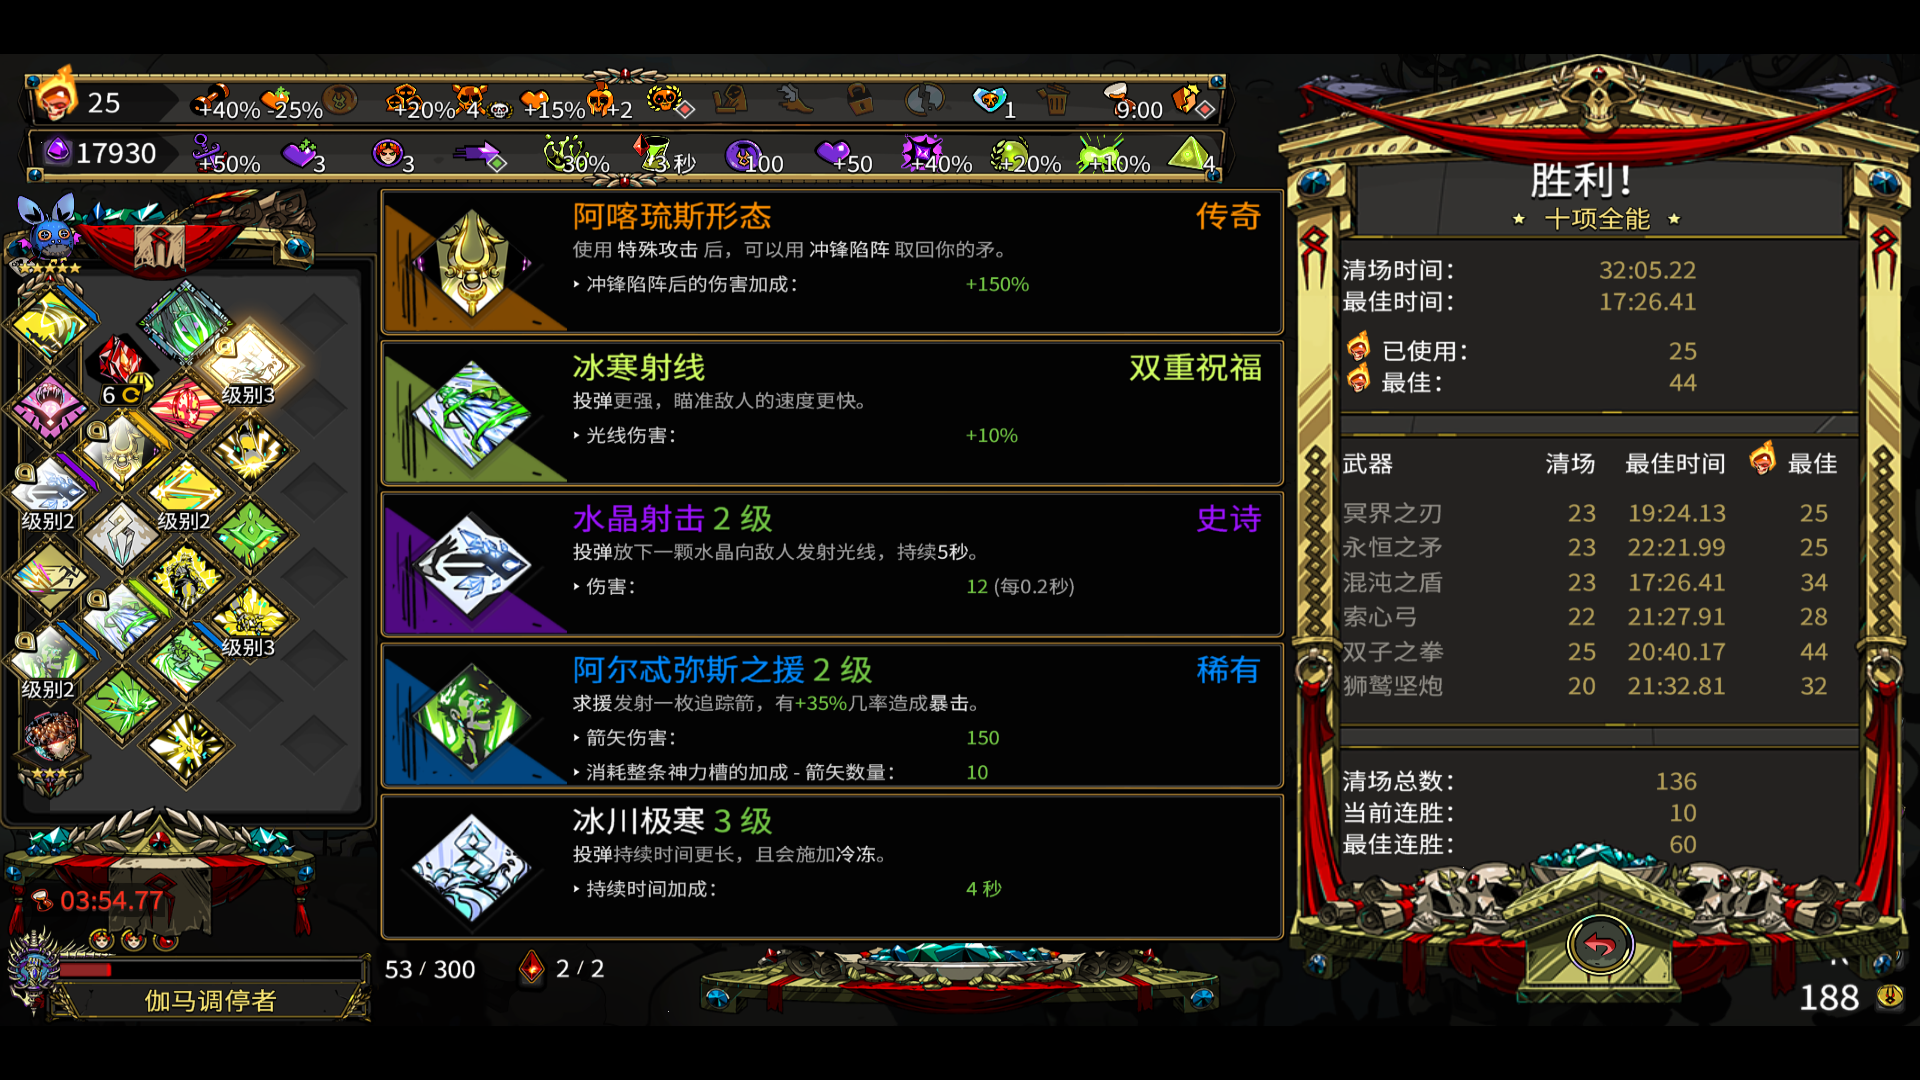 25
+40%
-25%
+20%
4
+15%
+2
1
9:00
17930
+50%
3
3
30%
3 秒
100
+50
+40%
+20%
+10%
4
6
级别3
级别2
级别2
级别3
级别2
03:54.77
伽马调停者
阿喀琉斯形态
传奇
使用 特殊攻击 后，可以用 冲锋陷阵 取回你的矛。
‣ 冲锋陷阵后的伤害加成： +150%
冰寒射线
双重祝福
投弹更强，瞄准敌人的速度更快。
‣ 光线伤害： +10%
水晶射击 2 级
史诗
投弹放下一颗水晶向敌人发射光线，持续5秒。
‣ 伤害： 12 (每0.2秒)
阿尔忒弥斯之援 2 级
稀有
求援发射一枚追踪箭，有+35%几率造成暴击。
‣ 箭矢伤害： 150
‣ 消耗整条神力槽的加成 - 箭矢数量： 10
冰川极寒 3 级
投弹持续时间更长，且会施加冷冻。
‣ 持续时间加成： 4 秒
53 / 300
2 / 2
胜利！
十项全能
清场时间： 32:05.22
最佳时间： 17:26.41
已使用： 25
最佳： 44
武器 清场 最佳时间 最佳
冥界之刃 23 19:24.13 25
永恒之矛 23 22:21.99 25
混沌之盾 23 17:26.41 34
索心弓 22 21:27.91 28
双子之拳 25 20:40.17 44
狮鹫坚炮 20 21:32.81 32
清场总数： 136
当前连胜： 10
最佳连胜： 60
188